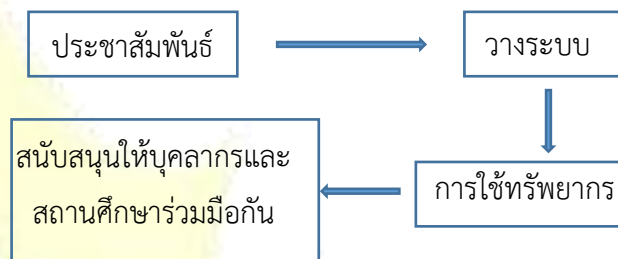 ประชาสัมพันธ์
วางระบบ
การใช้ทรัพยากร
สนับสนุนให้บุคลากรและ
สถานศึกษาร่วมมือกัน